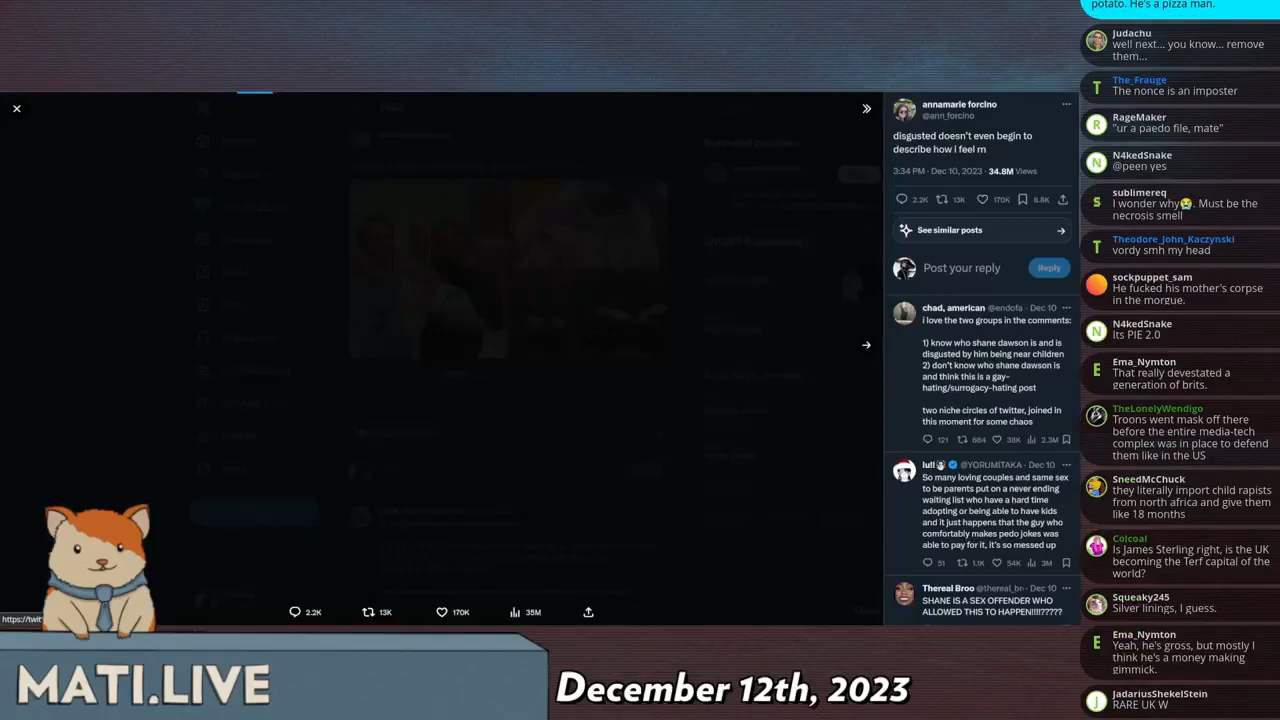 annamarie forcino
@ann_forcino
disgusted doesn't even begin to
describe how i feel rn
3:34 PM · Dec 10, 2023 · 34.8M Views
2.2K 13K 170K 6.8K
See similar posts
Post your reply
Reply
chad, american @endofa · Dec 10
i love the two groups in the comments:
1) know who shane dawson is and is
disgusted by him being near children
2) don't know who shane dawson is
and think this is a gay-
hating/surrogacy-hating post
two niche circles of twitter, joined in
this moment for some chaos
121 684 38K 2.3M
lull @YORUMITAKA · Dec 10
So many loving couples and same sex
to be parents put on a never ending
waiting list who have a hard time
adopting or being able to have kids
and it just happens that the guy who
comfortably makes pedo jokes was
able to pay for it, it's so messed up
51 1.1K 54K 3M
Thereal Broo @thereal_br · Dec 10
SHANE IS A SEX OFFENDER WHO
ALLOWED THIS TO HAPPEN!!!!?????
2.2K 13K 170K 35M
https://twit
MATI.LIVE
December 12th, 2023
potato. He's a pizza man.
Judachu
well next... you know... remove
them...
The_Frauge
The nonce is an imposter
RageMaker
"ur a paedo file, mate"
N4kedSnake
@peen yes
sublimereq
I wonder why😭. Must be the
necrosis smell
Theodore_John_Kaczynski
vordy smh my head
sockpuppet_sam
He fucked his mother's corpse
in the morgue.
N4kedSnake
Its PIE 2.0
Ema_Nymton
That really devestated a
generation of brits.
TheLonelyWendigo
Troons went mask off there
before the entire media-tech
complex was in place to defend
them like in the US
SneedMcChuck
they literally import child rapists
from north africa and give them
like 18 months
Colcoal
Is James Sterling right, is the UK
becoming the Terf capital of the
world?
Squeaky245
Silver linings, I guess.
Ema_Nymton
Yeah, he's gross, but mostly I
think he's a money making
gimmick.
JadariusShekelStein
RARE UK W